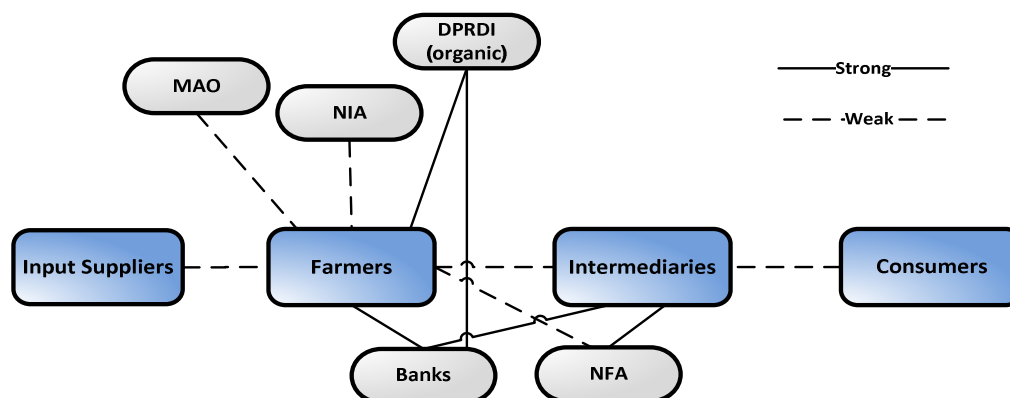 DPRDI
(organic)
MAO
NIA
Strong
Weak
Input Suppliers
Farmers
Intermediaries
Consumers
Banks
NFA